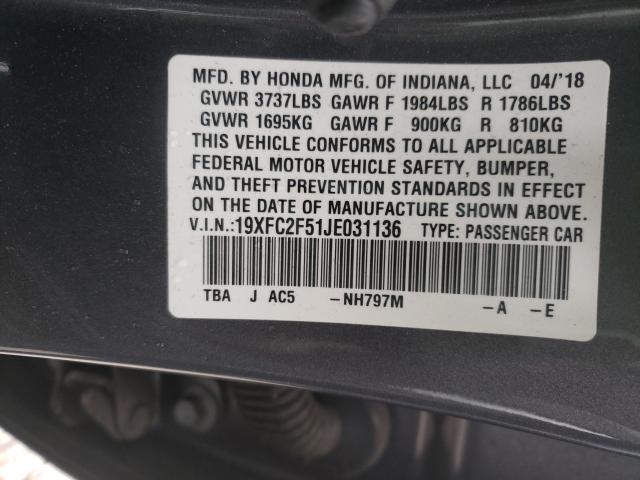 MFD. BY HONDA MFG. OF INDIANA, LLC 04/'18
GVWR 3737LBS GAWR F 1984LBS R 1786LBS
GVWR 1695KG GAWR F 900KG R 810KG
THIS VEHICLE CONFORMS TO ALL APPLICABLE
FEDERAL MOTOR VEHICLE SAFETY, BUMPER,
AND THEFT PREVENTION STANDARDS IN EFFECT
ON THE DATE OF MANUFACTURE SHOWN ABOVE.
V.I.N.:19XFC2F51JE031136 TYPE: PASSENGER CAR
TBA J AC5 -NH797M -A -E